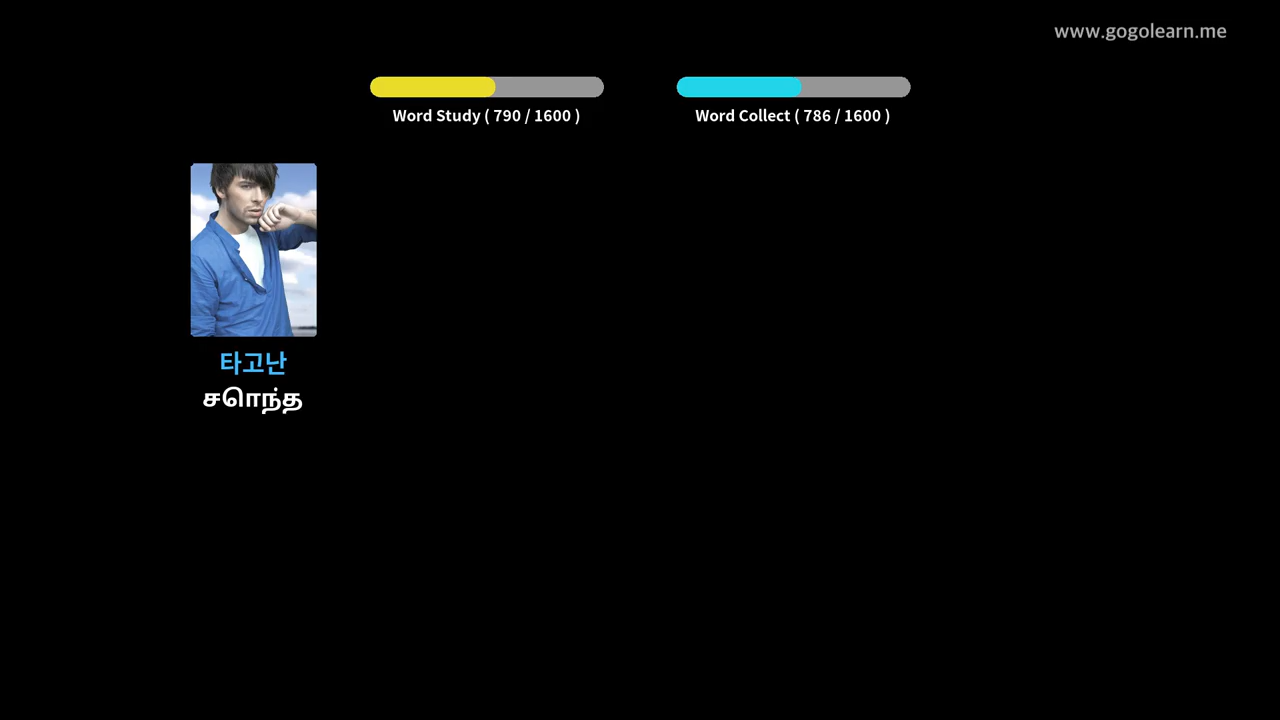 www.gogolearn.me
Word Study ( 790 / 1600 )
Word Collect ( 786 / 1600 )
타고난
சொந்த